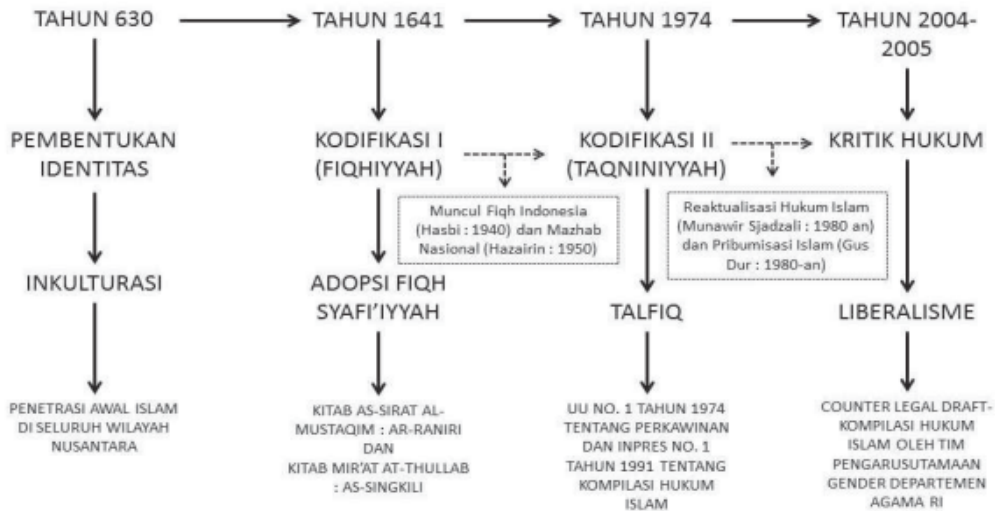 TAHUN 630
TAHUN 1641
TAHUN 1974
TAHUN 2004-
2005
PEMBENTUKAN
IDENTITAS
KODIFIKASI I
(FIQHIYYAH)
KODIFIKASI II
(TAQNINIYYAH)
KRITIK HUKUM
Muncul Fiqh Indonesia
(Hasbi : 1940) dan Mazhab
Nasional (Hazairin : 1950)
Reaktualisasi Hukum Islam
(Munawir Sjadzali : 1980 an)
dan Pribumisasi Islam (Gus
Dur : 1980-an)
INKULTURASI
ADOPSI FIQH
SYAFI'IYYAH
TALFIQ
LIBERALISME
PENETRASI AWAL ISLAM
DI SELURUH WILAYAH
NUSANTARA
KITAB AS-SIRAT AL-
MUSTAQIM : AR-RANIRI
DAN
KITAB MIR'AT AT-THULLAB
: AS-SINGKILI
UU NO. 1 TAHUN 1974
TENTANG PERKAWINAN
DAN INPRES NO. 1
TAHUN 1991 TENTANG
KOMPILASI HUKUM
ISLAM
COUNTER LEGAL DRAFT-
KOMPILASI HUKUM
ISLAM OLEH TIM
PENGARUSUTAMAAN
GENDER DEPARTEMEN
AGAMA RI